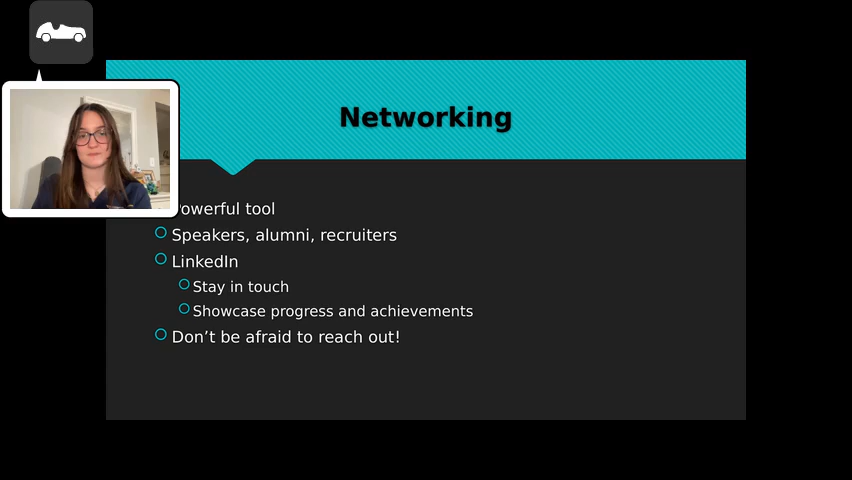 Networking
Powerful tool
Speakers, alumni, recruiters
LinkedIn
Stay in touch
Showcase progress and achievements
Don’t be afraid to reach out!